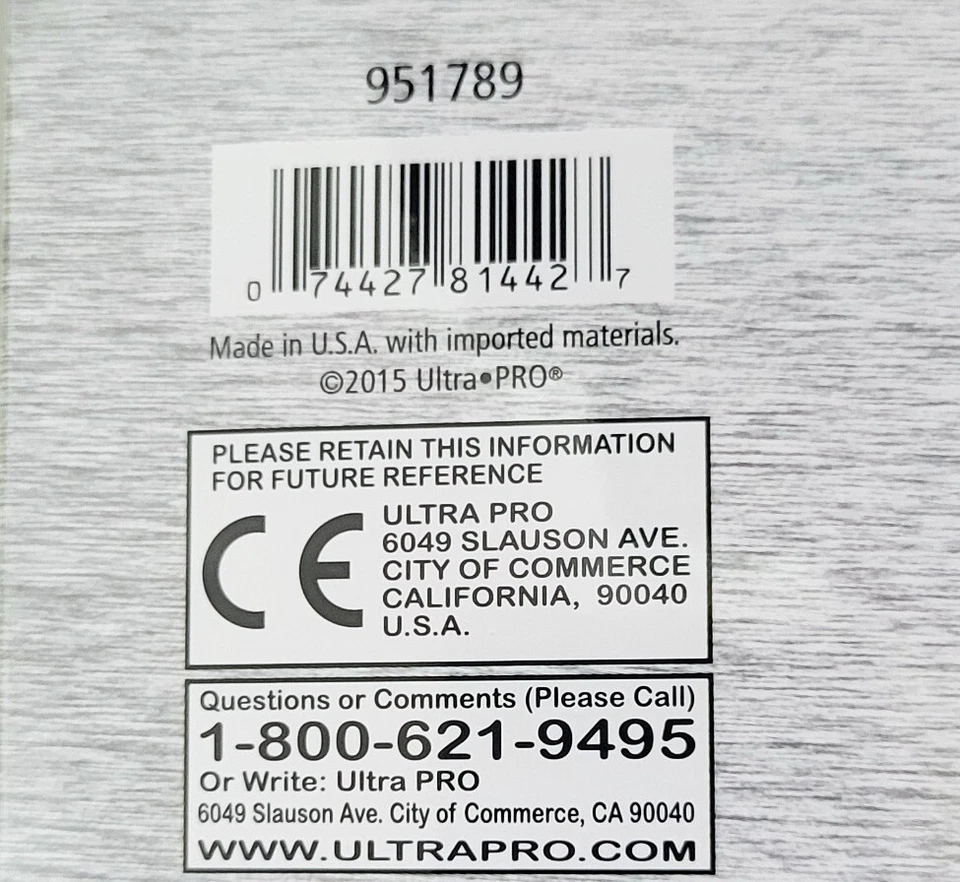 951789
0 74427 81442 7
Made in U.S.A. with imported materials.
©2015 Ultra•PRO®
PLEASE RETAIN THIS INFORMATION
FOR FUTURE REFERENCE
CE
ULTRA PRO
6049 SLAUSON AVE.
CITY OF COMMERCE
CALIFORNIA, 90040
U.S.A.
Questions or Comments (Please Call)
1-800-621-9495
Or Write: Ultra PRO
6049 Slauson Ave. City of Commerce, CA 90040
WWW.ULTRAPRO.COM